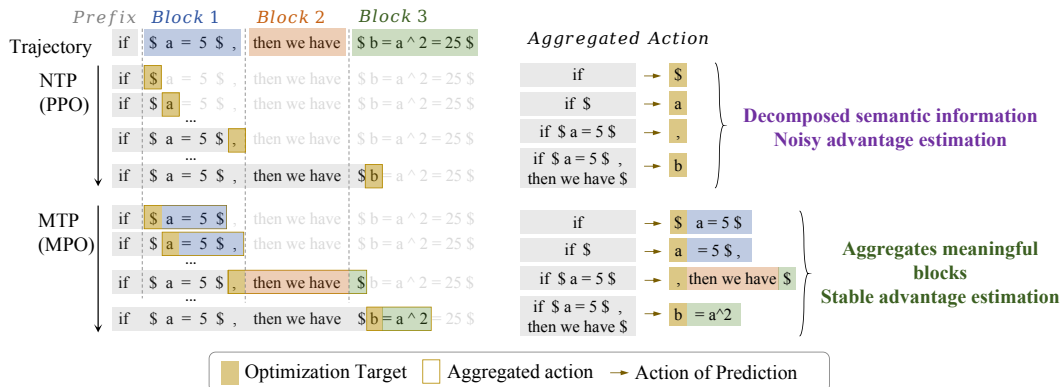 Prefix Block 1 Block 2 Block 3
Trajectory if $ a = 5 $ , then we have $ b = a ^ 2 = 25 $
NTP
(PPO)
if $ a = 5 $ , then we have $ b = a ^ 2 = 25 $
if $ a = 5 $ , then we have $ b = a ^ 2 = 25 $
...
if $ a = 5 $ , then we have $ b = a ^ 2 = 25 $
...
if $ a = 5 $ , then we have $ b = a ^ 2 = 25 $
MTP
(MPO)
if $ a = 5 $ , then we have $ b = a ^ 2 = 25 $
if $ a = 5 $ , then we have $ b = a ^ 2 = 25 $
...
if $ a = 5 $ , then we have $ b = a ^ 2 = 25 $
...
if $ a = 5 $ , then we have $ b = a ^ 2 = 25 $
Aggregated Action
if → $
if $ → a
if $ a = 5 $ → ,
if $ a = 5 $ ,
then we have $ → b
Decomposed semantic information
Noisy advantage estimation
if → $ a = 5 $
if $ → a = 5 $ ,
if $ a = 5 $ → , then we have $
if $ a = 5 $ ,
then we have $ → b = a^2
Aggregates meaningful
blocks
Stable advantage estimation
Optimization Target Aggregated action → Action of Prediction